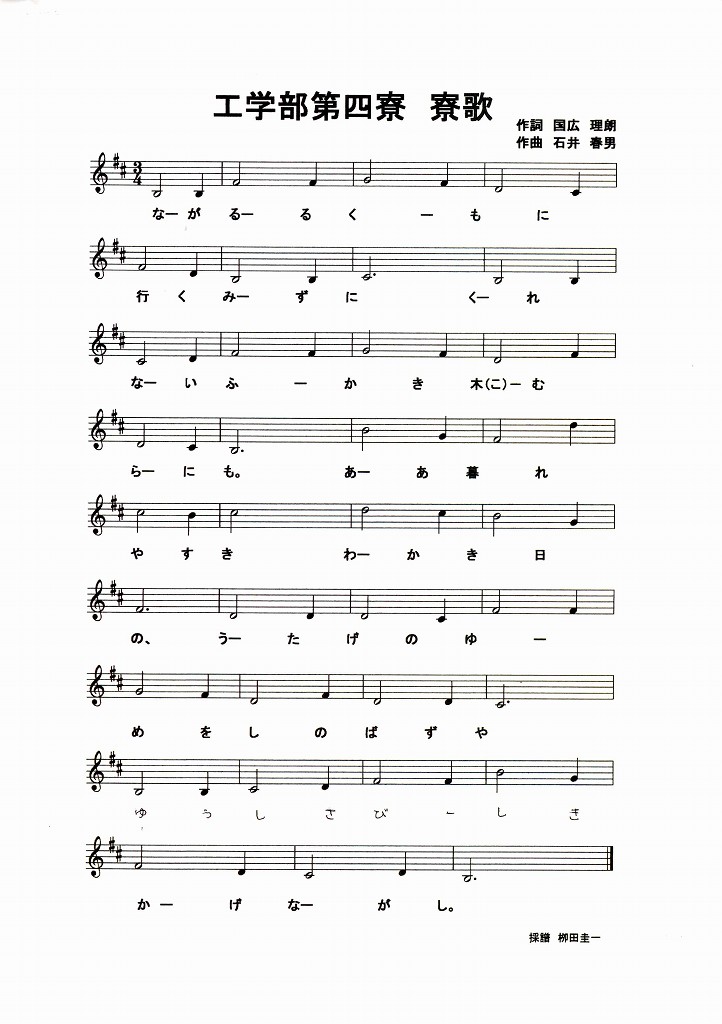 工学部第四寮 寮歌
作詞 国広 理朗
作曲 石井 春男
3
4
なー が るー る く ー も に
行 く みー ず に くー れ
なー い ふ ー か き 木(こ)ー む
らー に も。 あー あ 暮 れ
や す き わー か き 日
の、 うー た げ の ゆ ー
め を し の ば ず や
ゆ う し さ び ー し き
か ー げ なー が し。
採譜 栁田圭一